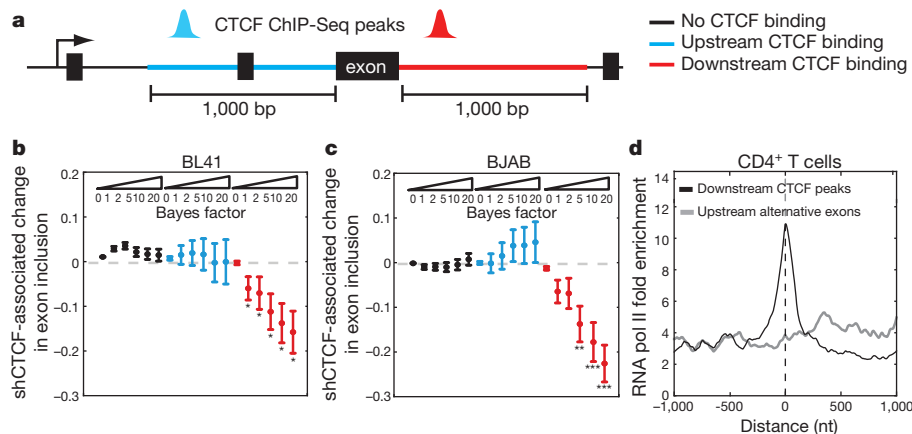 a
CTCF ChIP-Seq peaks
exon
1,000 bp
1,000 bp
No CTCF binding
Upstream CTCF binding
Downstream CTCF binding
b
BL41
shCTCF-associated change
in exon inclusion
0.2
0.1
0
−0.1
−0.2
−0.3
0 1 2 5 10 20 0 1 2 5 10 20 0 1 2 5 10 20
Bayes factor
* * * * *
c
BJAB
shCTCF-associated change
in exon inclusion
0.2
0.1
0
−0.1
−0.2
−0.3
0 1 2 5 10 20 0 1 2 5 10 20 0 1 2 5 10 20
Bayes factor
** *** ***
d
CD4+ T cells
RNA pol II fold enrichment
14
12
10
8
6
4
2
0
Downstream CTCF peaks
Upstream alternative exons
−1,000 −500 0 500 1,000
Distance (nt)